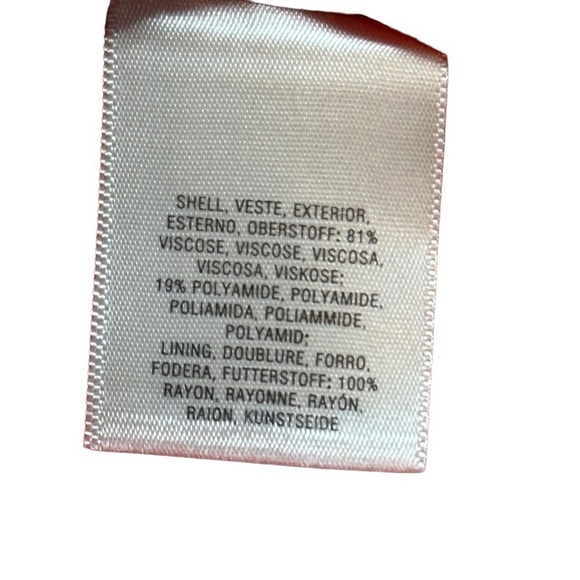 SHELL, VESTE, EXTERIOR,
ESTERNO, OBERSTOFF: 81%
VISCOSE, VISCOSE, VISCOSA,
VISCOSA, VISKOSE;
19% POLYAMIDE, POLYAMIDE,
POLIAMIDA, POLIAMMIDE,
POLYAMID;
LINING, DOUBLURE, FORRO,
FODERA, FUTTERSTOFF: 100%
RAYON, RAYONNE, RAYÓN,
RAION, KUNSTSEIDE